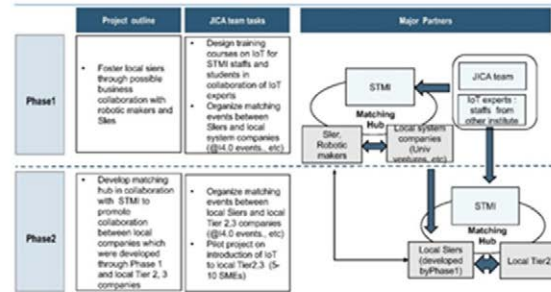 Project outline
JICA team tasks
Major Partners
Phase1
• Foster local siers
through possible
business
collaboration with
robotic makers and
SIes
• Design training
courses on IoT for
STMI staffs and
students in
collaboration of IoT
experts
• Organize matching
events between
SIers and local
system companies
(@I4.0 events., etc)
STMI
Matching
Hub
SIer,
Robotic
makers
Local system
companies
(Univ
ventures, etc)
JICA team
IoT experts :
staffs from
other institute
Phase2
• Develop matching
hub in collaboration
with STMI to
promote
collaboration
between local
companies which
were developed
through Phase 1
and local Tier 2, 3
companies
• Organize matching
events between
local Siers and local
Tier 2,3 companies
(@I4.0 events., etc)
• Pilot project on
introduction of IoT
to local Tier2.3 (5-
10 SMEs)
STMI
Matching
Hub
Local Siers
(developed
byPhase1)
Local Tier2